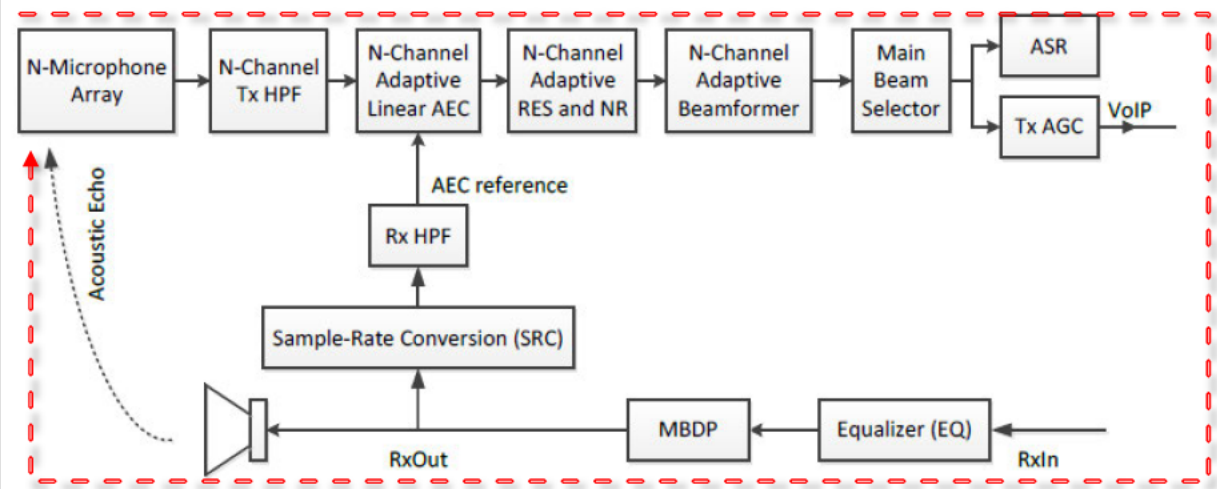 N-Microphone
Array
N-Channel
Tx HPF
N-Channel
Adaptive
Linear AEC
N-Channel
Adaptive
RES and NR
N-Channel
Adaptive
Beamformer
Main
Beam
Selector
ASR
Tx AGC
VoIP
AEC reference
Rx HPF
Acoustic Echo
Sample-Rate Conversion (SRC)
MBDP
Equalizer (EQ)
RxOut
RxIn